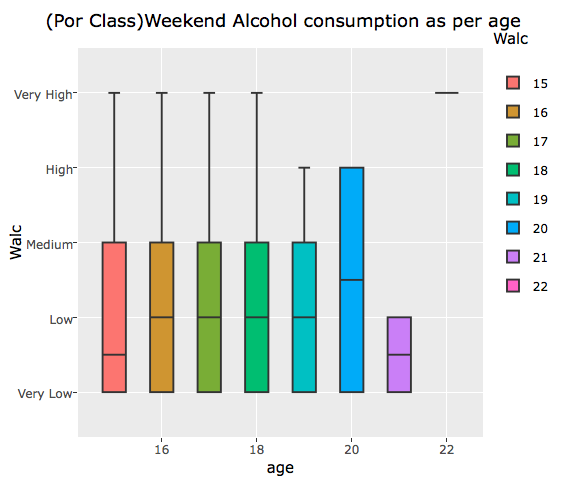 (Por Class)Weekend Alcohol consumption as per age
Walc
15
16
17
18
19
20
21
22
Very High
High
Medium
Low
Very Low
Walc
16
18
20
22
age